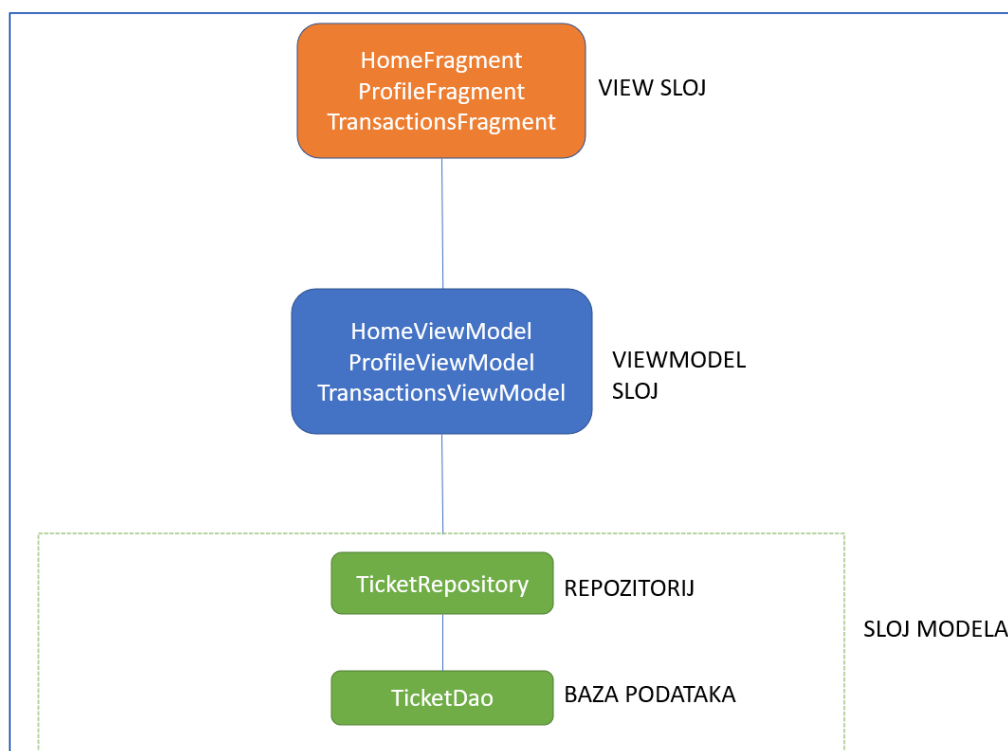 HomeFragment
ProfileFragment
TransactionsFragment
VIEW SLOJ
HomeViewModel
ProfileViewModel
TransactionsViewModel
VIEWMODEL
SLOJ
TicketRepository
REPOZITORIJ
SLOJ MODELA
TicketDao
BAZA PODATAKA